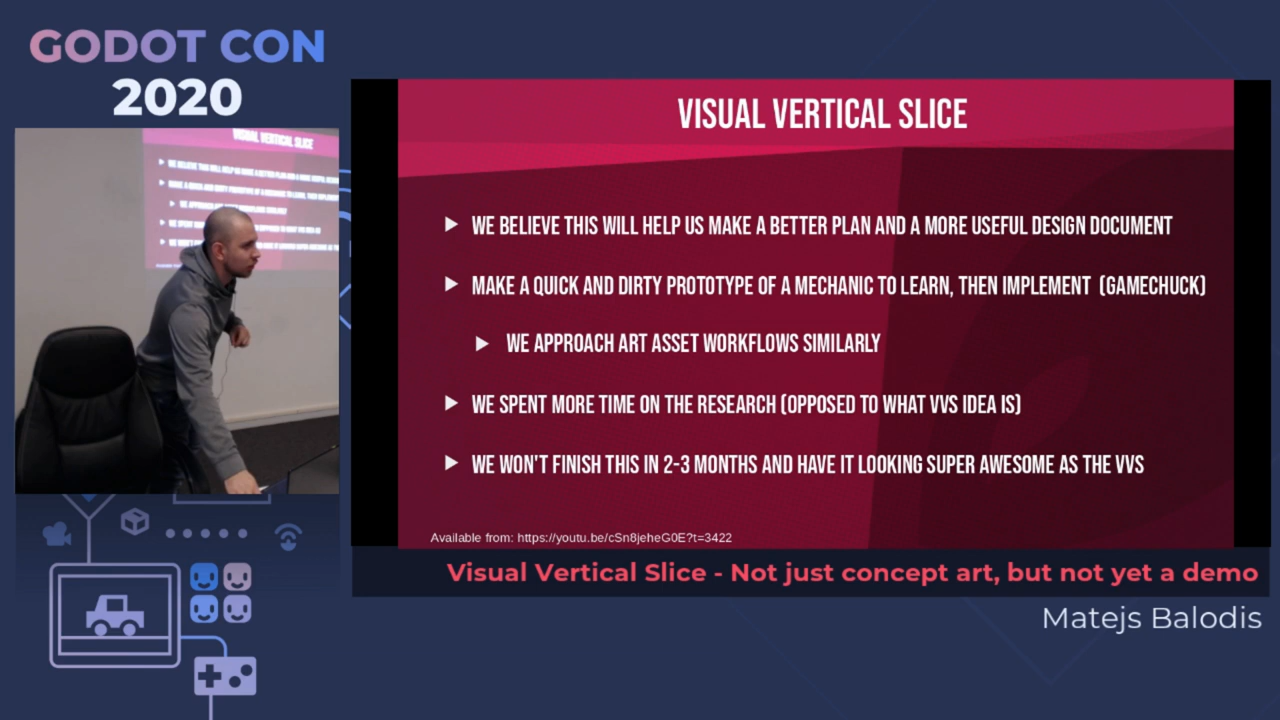 GODOT CON
2020
VISUAL VERTICAL SLICE
WE BELIEVE THIS WILL HELP US MAKE A BETTER PLAN AND A MORE USEFUL DESIGN DOCUMENT
MAKE A QUICK AND DIRTY PROTOTYPE OF A MECHANIC TO LEARN, THEN IMPLEMENT (GAMECHUCK)
WE APPROACH ART ASSET WORKFLOWS SIMILARLY
WE SPENT MORE TIME ON THE RESEARCH (OPPOSED TO WHAT VVS IDEA IS)
WE WON'T FINISH THIS IN 2-3 MONTHS AND HAVE IT LOOKING SUPER AWESOME AS THE VVS
Available from: https://youtu.be/cSn8jeheG0E?t=3422
Visual Vertical Slice - Not just concept art, but not yet a demo
Matejs Balodis